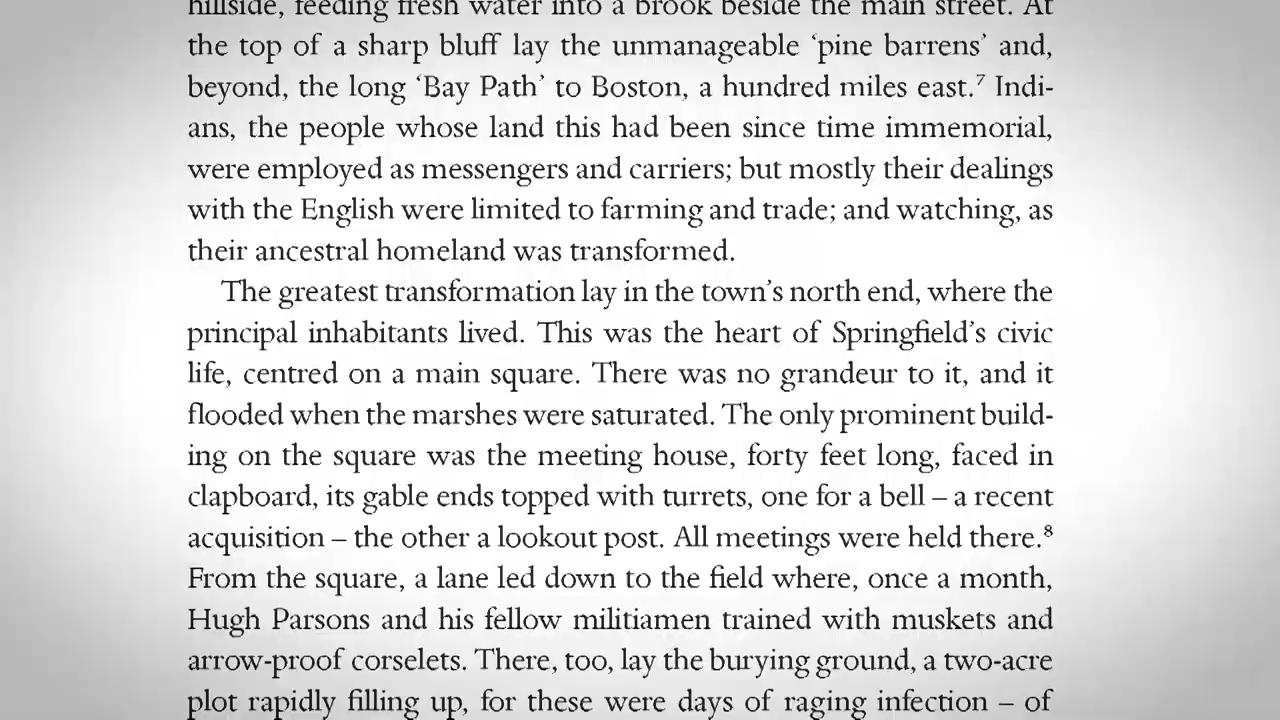 hillside, feeding fresh water into a brook beside the main street. At
the top of a sharp bluff lay the unmanageable ‘pine barrens’ and,
beyond, the long ‘Bay Path’ to Boston, a hundred miles east.⁷ Indi-
ans, the people whose land this had been since time immemorial,
were employed as messengers and carriers; but mostly their dealings
with the English were limited to farming and trade; and watching, as
their ancestral homeland was transformed.
The greatest transformation lay in the town’s north end, where the
principal inhabitants lived. This was the heart of Springfield’s civic
life, centred on a main square. There was no grandeur to it, and it
flooded when the marshes were saturated. The only prominent build-
ing on the square was the meeting house, forty feet long, faced in
clapboard, its gable ends topped with turrets, one for a bell – a recent
acquisition – the other a lookout post. All meetings were held there.⁸
From the square, a lane led down to the field where, once a month,
Hugh Parsons and his fellow militiamen trained with muskets and
arrow-proof corselets. There, too, lay the burying ground, a two-acre
plot rapidly filling up, for these were days of raging infection – of